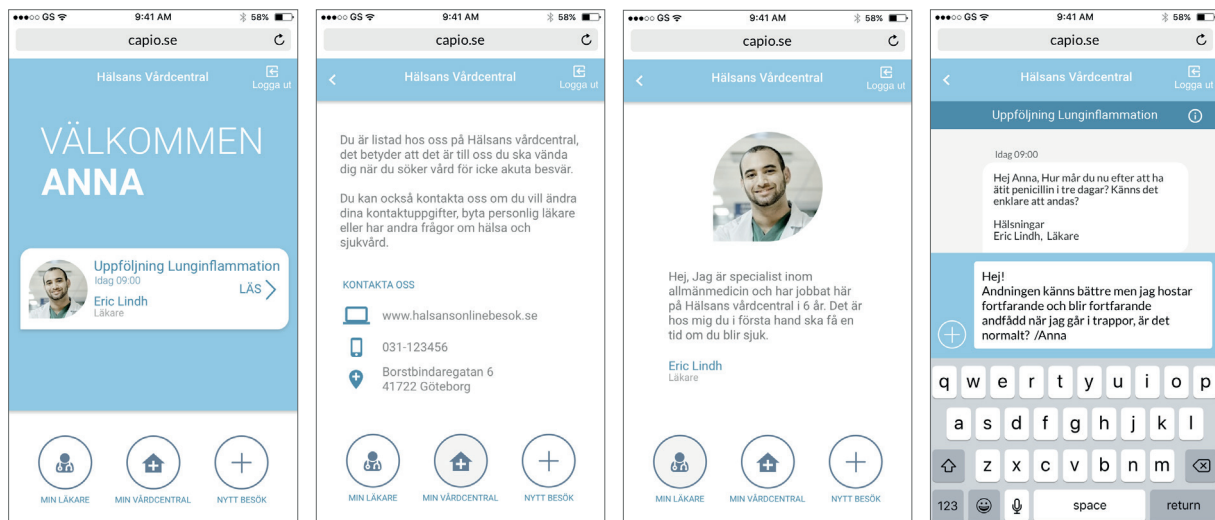 GS 9:41 AM 58%
capio.se
Hälsans Vårdcentral
Logga ut
VÄLKOMMEN
ANNA
Uppföljning Lunginflammation
Idag 09:00
LÄS
Eric Lindh
Läkare
MIN LÄKARE MIN VÅRDCENTRAL NYTT BESÖK
GS 9:41 AM 58%
capio.se
Hälsans Vårdcentral
Logga ut
Du är listad hos oss på Hälsans vårdcentral,
det betyder att det är till oss du ska vända
dig när du söker vård för icke akuta besvär.
Du kan också kontakta oss om du vill ändra
dina kontaktuppgifter, byta personlig läkare
eller har andra frågor om hälsa och
sjukvård.
KONTAKTA OSS
www.halsansonlinebesok.se
031-123456
Borstbindaregatan 6
41722 Göteborg
MIN LÄKARE MIN VÅRDCENTRAL NYTT BESÖK
GS 9:41 AM 58%
capio.se
Hälsans Vårdcentral
Logga ut
Hej, Jag är specialist inom
allmänmedicin och har jobbat här
på Hälsans vårdcentral i 6 år. Det är
hos mig du i första hand ska få en
tid om du blir sjuk.
Eric Lindh
Läkare
MIN LÄKARE MIN VÅRDCENTRAL NYTT BESÖK
GS 9:41 AM 58%
capio.se
Hälsans Vårdcentral
Logga ut
Uppföljning Lunginflammation
Idag 09:00
Hej Anna, Hur mår du nu efter att ha
ätit penicillin i tre dagar? Känns det
enklare att andas?
Hälsningar
Eric Lindh, Läkare
Hej!
Andningen känns bättre men jag hostar
fortfarande och blir fortfarande
andfådd när jag går i trappor, är det
normalt? /Anna
q w e r t y u i o p
a s d f g h j k l
z x c v b n m
123 space return